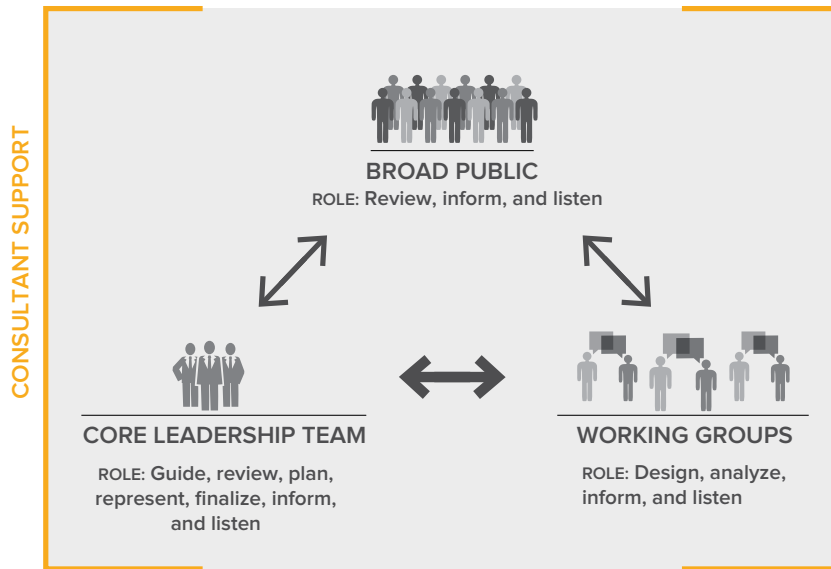 CONSULTANT SUPPORT
BROAD PUBLIC
ROLE: Review, inform, and listen
CORE LEADERSHIP TEAM
ROLE: Guide, review, plan,
represent, finalize, inform,
and listen
WORKING GROUPS
ROLE: Design, analyze,
inform, and listen